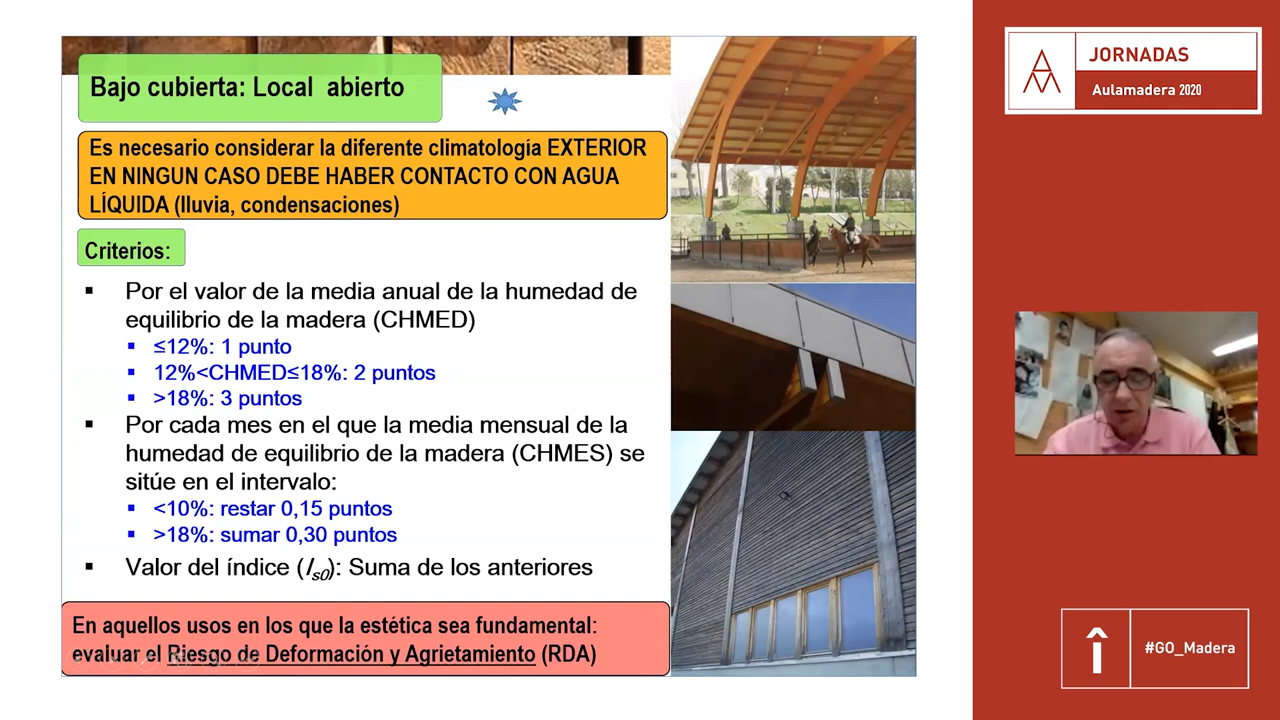 Bajo cubierta: Local abierto
Es necesario considerar la diferente climatología EXTERIOR
EN NINGUN CASO DEBE HABER CONTACTO CON AGUA
LÍQUIDA (lluvia, condensaciones)
Criterios:
▪ Por el valor de la media anual de la humedad de
equilibrio de la madera (CHMED)
▪ ≤12%: 1 punto
▪ 12%<CHMED≤18%: 2 puntos
▪ >18%: 3 puntos
▪ Por cada mes en el que la media mensual de la
humedad de equilibrio de la madera (CHMES) se
sitúe en el intervalo:
▪ <10%: restar 0,15 puntos
▪ >18%: sumar 0,30 puntos
▪ Valor del índice (Is0): Suma de los anteriores
En aquellos usos en los que la estética sea fundamental:
evaluar el Riesgo de Deformación y Agrietamiento (RDA)
JORNADAS
Aulamadera 2020
#GO_Madera